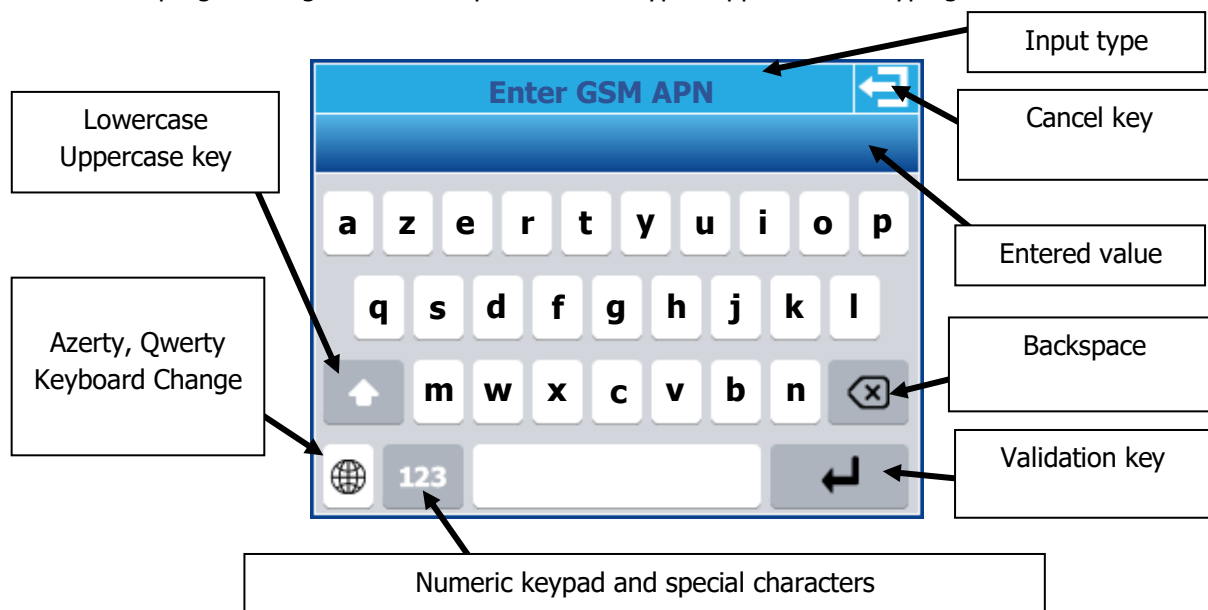 Input type
Enter GSM APN
Cancel key
Lowercase
Uppercase key
a z e r t y u i o p
Entered value
q s d f g h j k l
Azerty, Qwerty
Keyboard Change
Backspace
m w x c v b n
Validation key
123
Numeric keypad and special characters